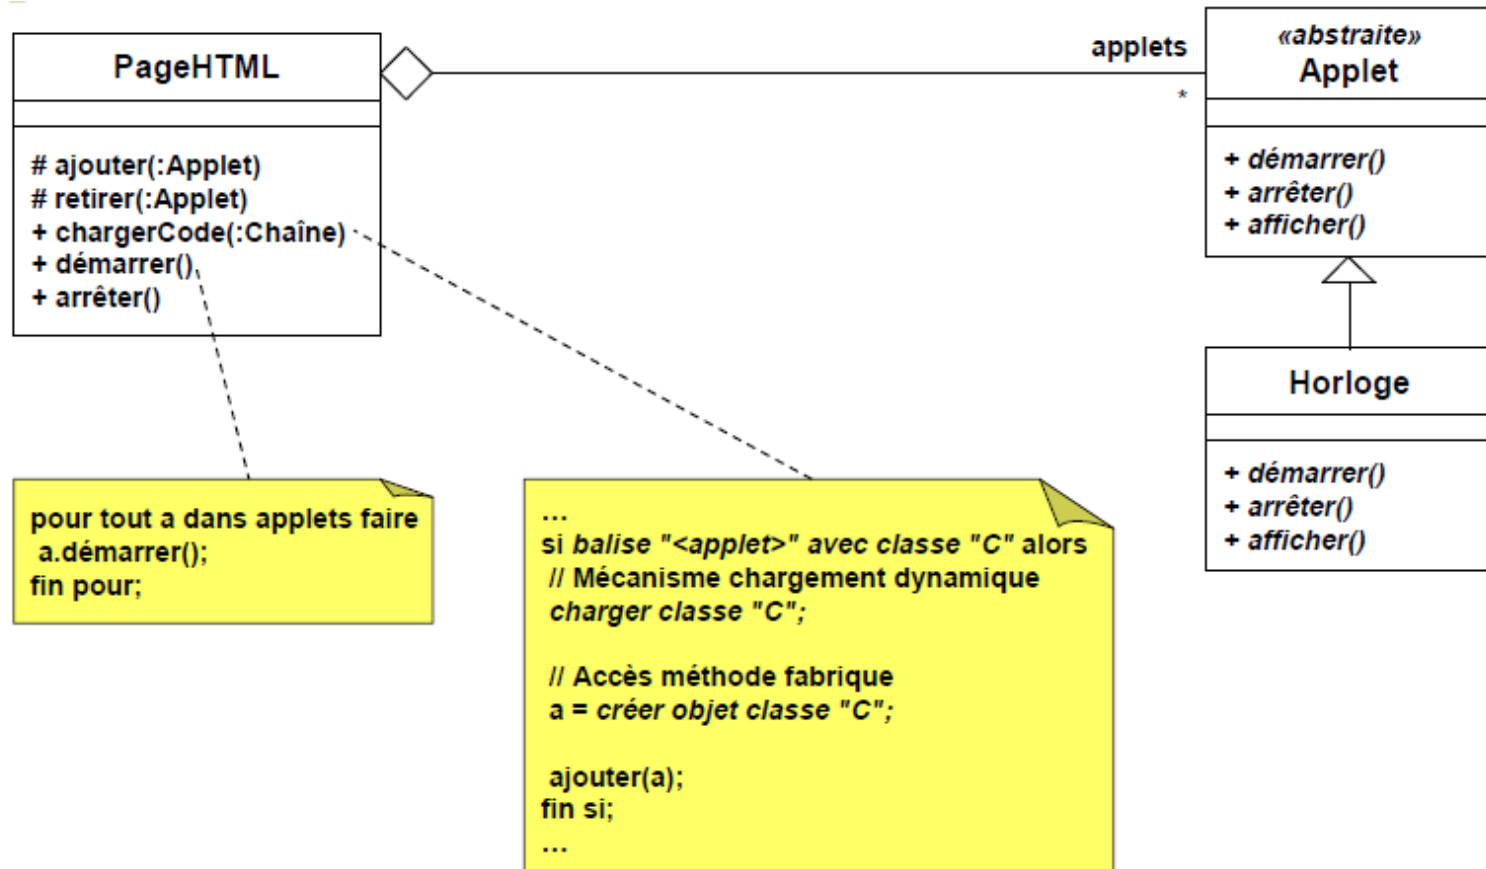 PageHTML
# ajouter(:Applet)
# retirer(:Applet)
+ chargerCode(:Chaîne)
+ démarrer()
+ arrêter()
applets
*
«abstraite»
Applet
+ démarrer()
+ arrêter()
+ afficher()
Horloge
+ démarrer()
+ arrêter()
+ afficher()
pour tout a dans applets faire
a.démarrer();
fin pour;
...
si balise "<applet>" avec classe "C" alors
// Mécanisme chargement dynamique
charger classe "C";
// Accès méthode fabrique
a = créer objet classe "C";
ajouter(a);
fin si;
...